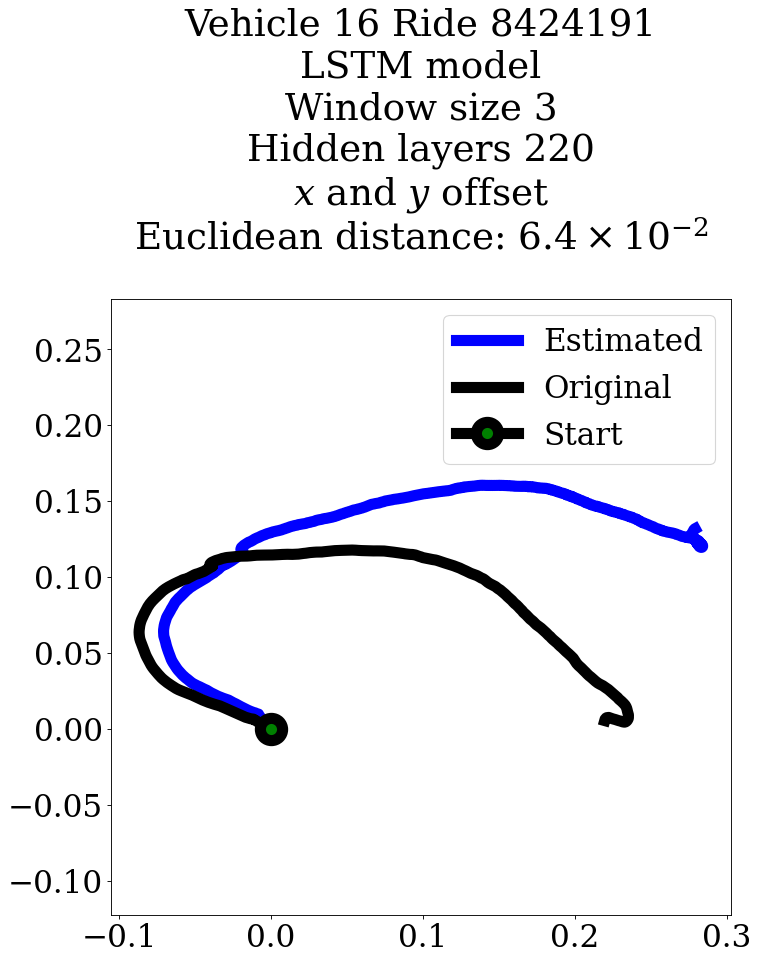 Vehicle 16 Ride 8424191
LSTM model
Window size 3
Hidden layers 220
x and y offset
Euclidean distance: 6.4 × 10⁻²
Estimated
Original
Start
0.25
0.20
0.15
0.10
0.05
0.00
−0.05
−0.10
−0.1 0.0 0.1 0.2 0.3